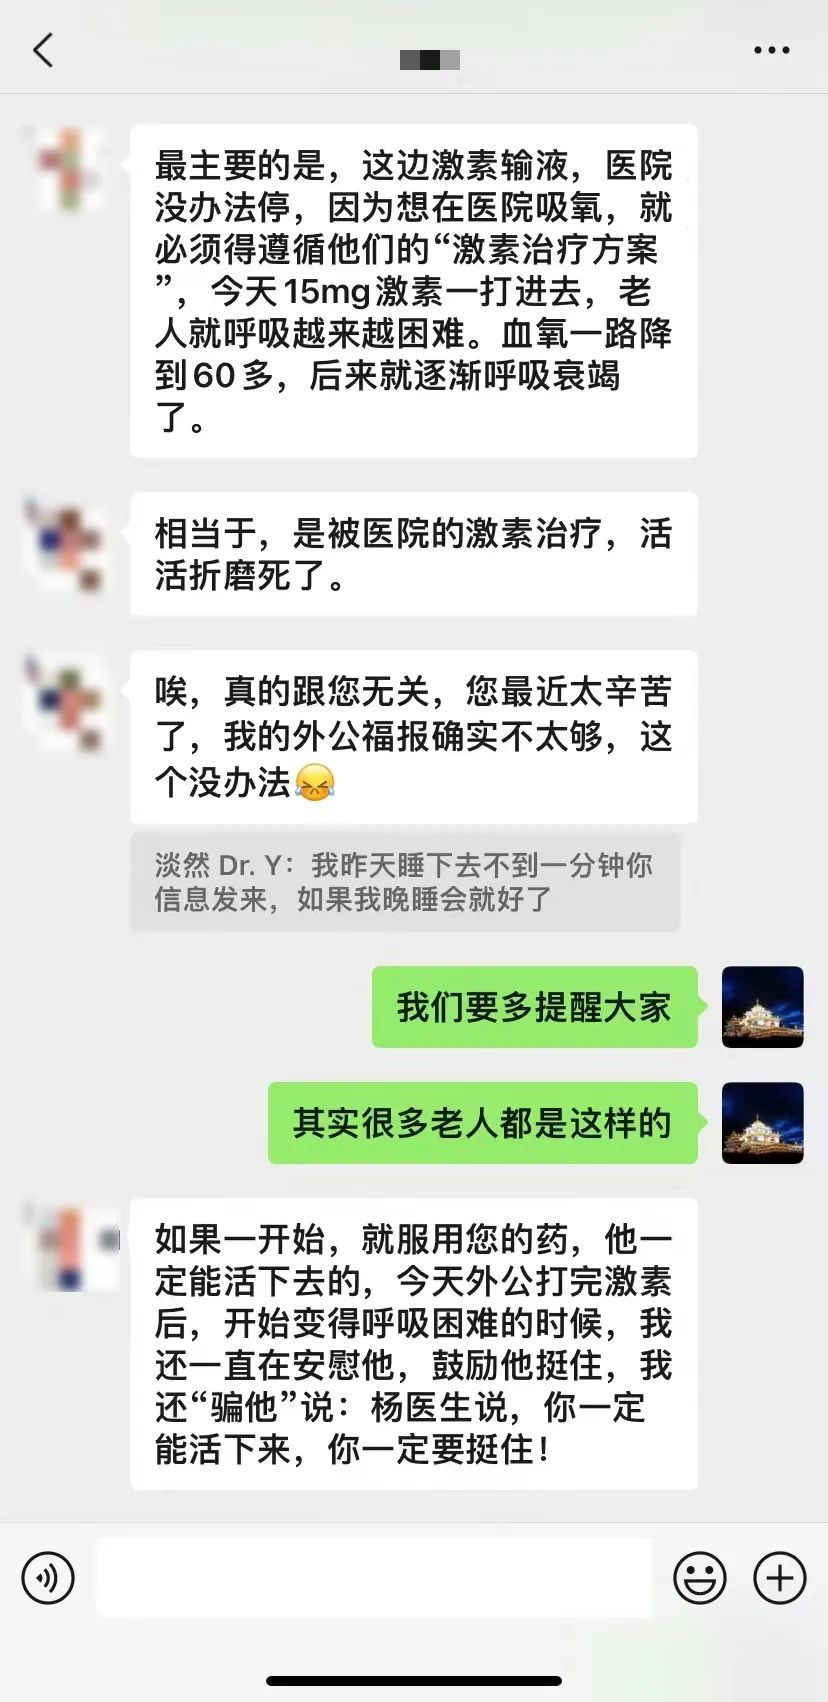 最主要的是，这边激素输液，医院
没办法停，因为想在医院吸氧，就
必须得遵循他们的“激素治疗方案
”，今天15mg激素一打进去，老
人就呼吸越来越困难。血氧一路降
到60多，后来就逐渐呼吸衰竭
了。
相当于，是被医院的激素治疗，活
活折磨死了。
唉，真的跟您无关，您最近太辛苦
了，我的外公福报确实不太够，这
个没办法😹
淡然 Dr. Y：我昨天睡下去不到一分钟你
信息发来，如果我晚睡会就好了
我们要多提醒大家
其实很多老人都是这样的
如果一开始，就服用您的药，他一
定能活下去的，今天外公打完激素
后，开始变得呼吸困难的时候，我
还一直在安慰他，鼓励他挺住，我
还“骗他”说：杨医生说，你一定
能活下来，你一定要挺住！